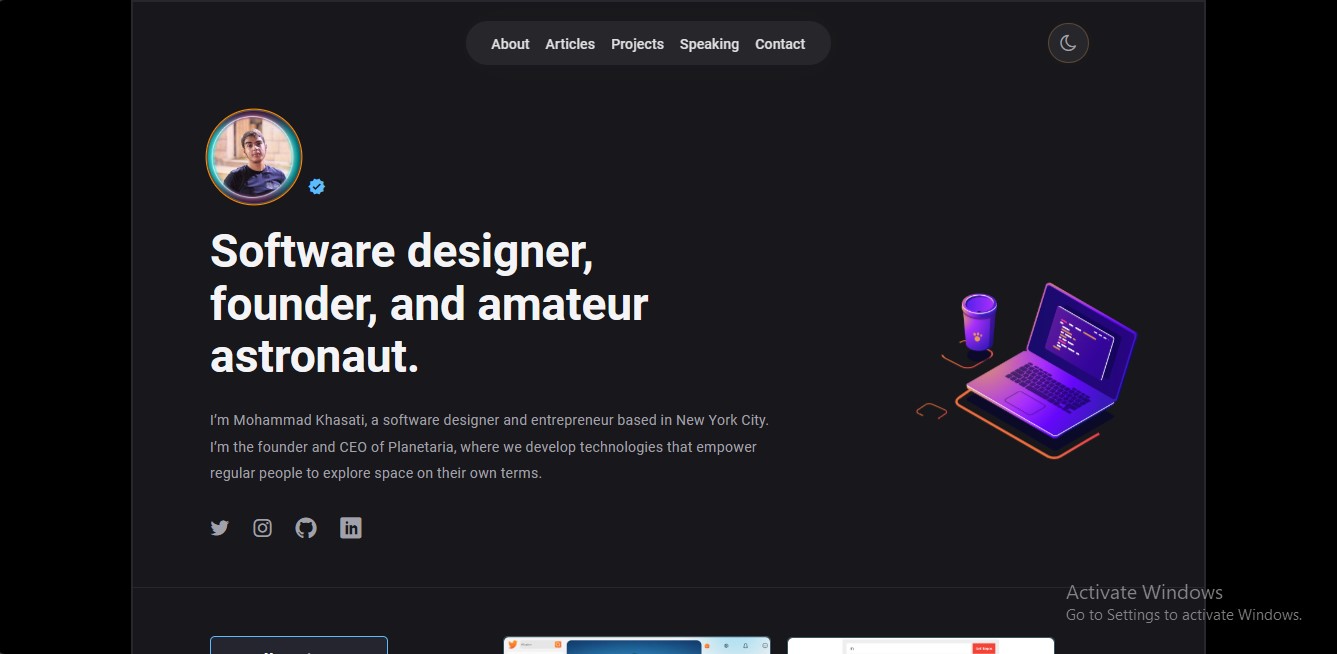 About Articles Projects Speaking Contact
Software designer,
founder, and amateur
astronaut.
I’m Mohammad Khasati, a software designer and entrepreneur based in New York City.
I’m the founder and CEO of Planetaria, where we develop technologies that empower
regular people to explore space on their own terms.
in
Activate Windows
Go to Settings to activate Windows.